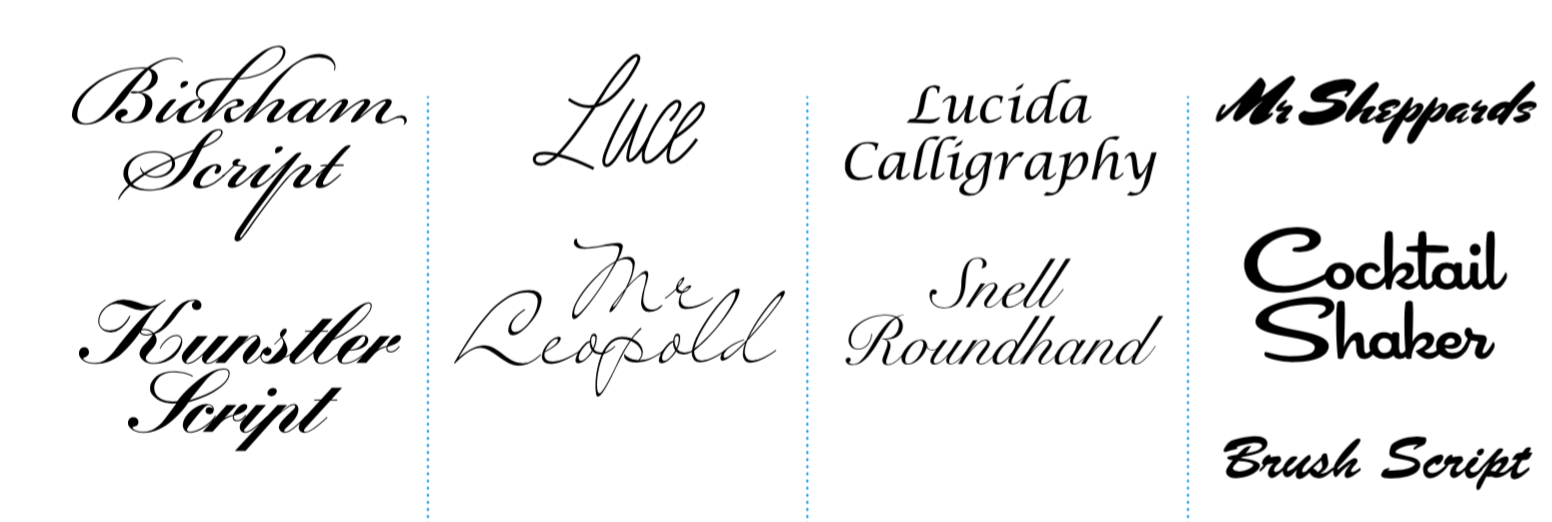 Bickham
Script
Kunstler
Script
Luce
Mr
Leopold
Lucida
Calligraphy
Snell
Roundhand
Mr Sheppards
Cocktail
Shaker
Brush Script